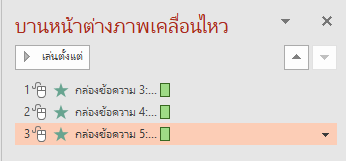 บานหน้าต่างภาพเคลื่อนไหว
เล่นตั้งแต่
1 กล่องข้อความ 3:...
2 กล่องข้อความ 4:...
3 กล่องข้อความ 5:...